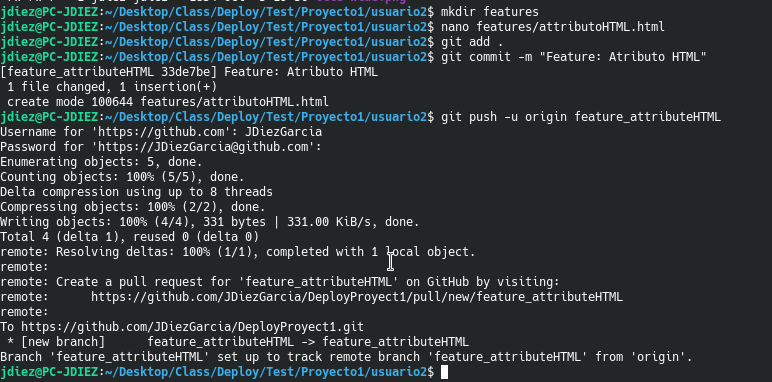 jdiez@PC-JDIEZ:~/Desktop/Class/Deploy/Test/Proyecto1/usuario2$ mkdir features
jdiez@PC-JDIEZ:~/Desktop/Class/Deploy/Test/Proyecto1/usuario2$ nano features/attributoHTML.html
jdiez@PC-JDIEZ:~/Desktop/Class/Deploy/Test/Proyecto1/usuario2$ git add .
jdiez@PC-JDIEZ:~/Desktop/Class/Deploy/Test/Proyecto1/usuario2$ git commit -m "Feature: Atributo HTML"
[feature_attributeHTML 33de7be] Feature: Atributo HTML
 1 file changed, 1 insertion(+)
 create mode 100644 features/attributoHTML.html
jdiez@PC-JDIEZ:~/Desktop/Class/Deploy/Test/Proyecto1/usuario2$ git push -u origin feature_attributeHTML
Username for 'https://github.com': JDiezGarcia
Password for 'https://JDiezGarcia@github.com':
Enumerating objects: 5, done.
Counting objects: 100% (5/5), done.
Delta compression using up to 8 threads
Compressing objects: 100% (2/2), done.
Writing objects: 100% (4/4), 331 bytes | 331.00 KiB/s, done.
Total 4 (delta 1), reused 0 (delta 0)
remote: Resolving deltas: 100% (1/1), completed with 1 local object.
remote:
remote: Create a pull request for 'feature_attributeHTML' on GitHub by visiting:
remote:      https://github.com/JDiezGarcia/DeployProyect1/pull/new/feature_attributeHTML
remote:
To https://github.com/JDiezGarcia/DeployProyect1.git
 * [new branch]      feature_attributeHTML -> feature_attributeHTML
Branch 'feature_attributeHTML' set up to track remote branch 'feature_attributeHTML' from 'origin'.
jdiez@PC-JDIEZ:~/Desktop/Class/Deploy/Test/Proyecto1/usuario2$